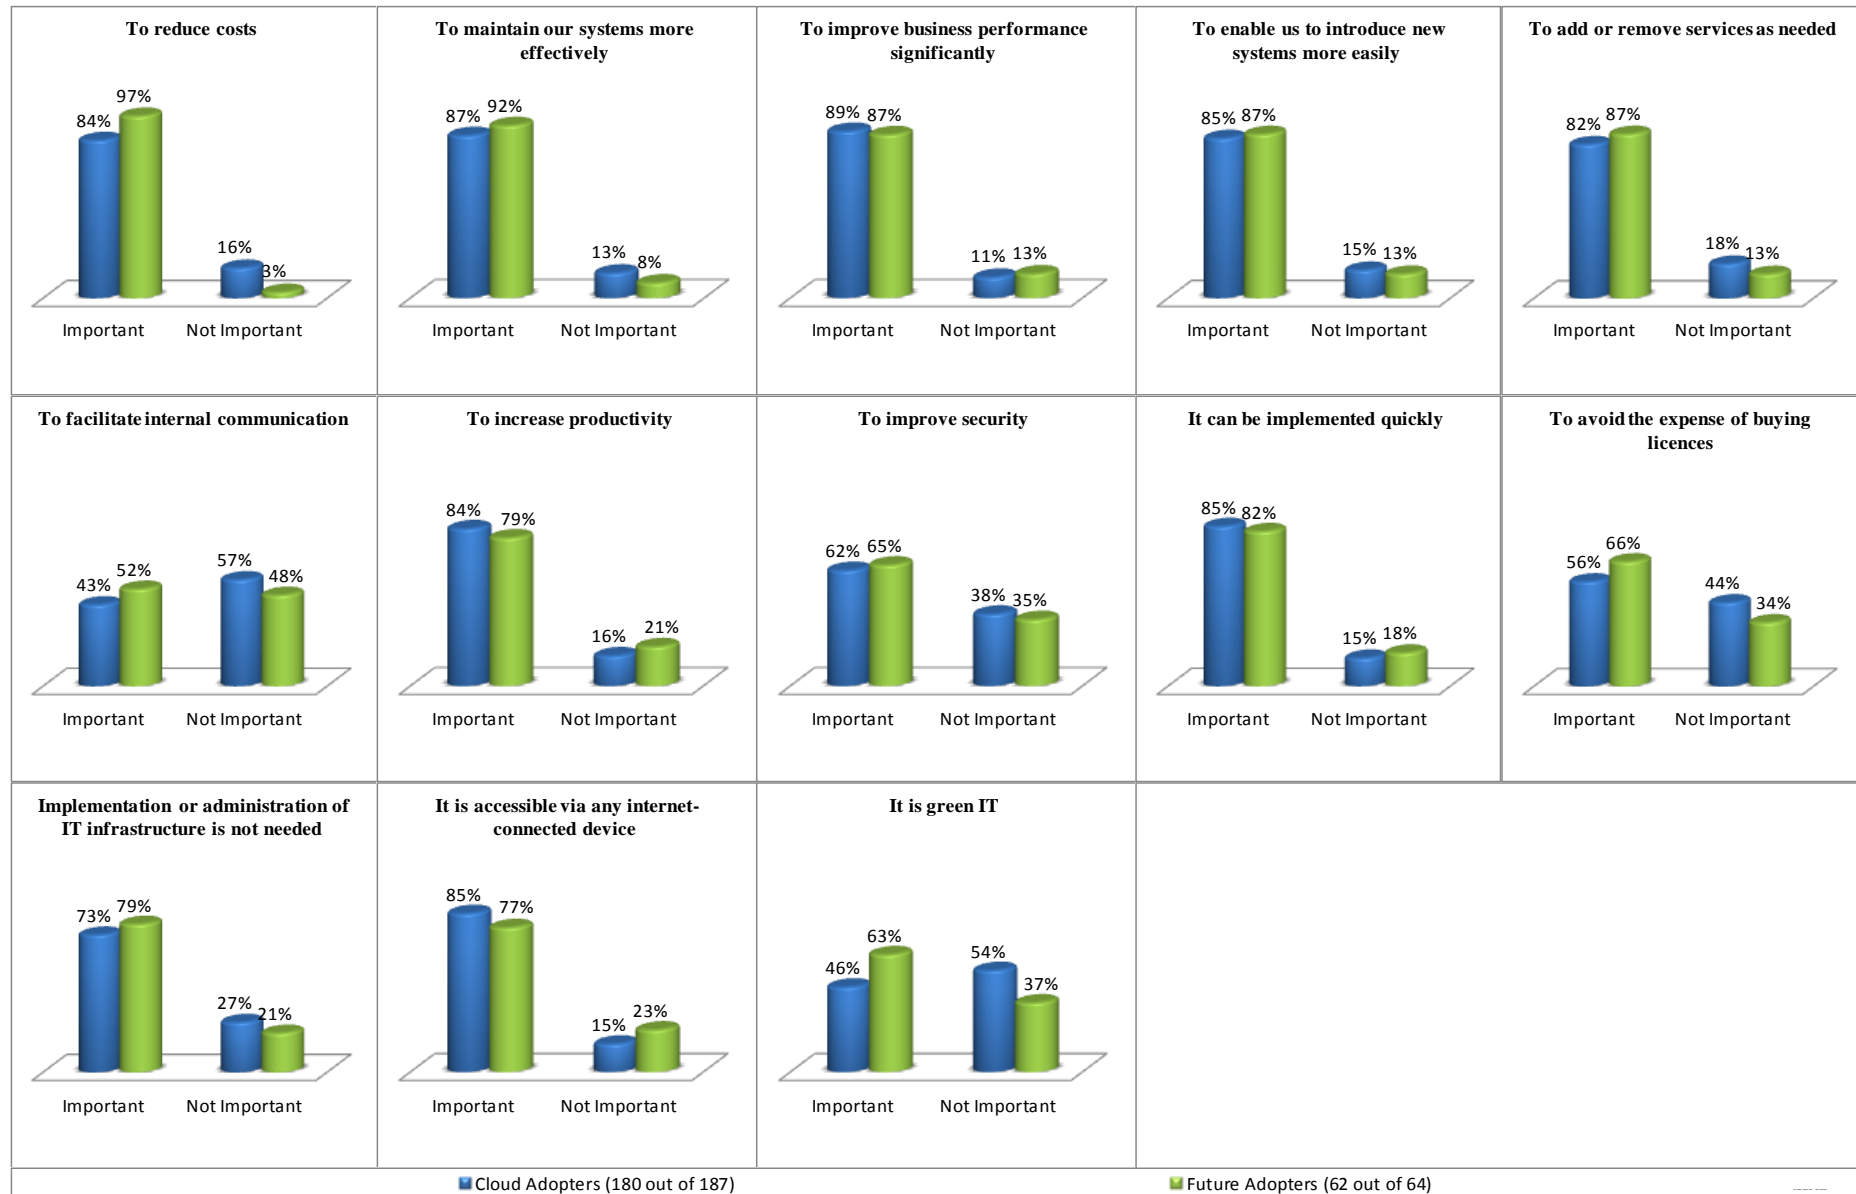 To reduce costs
97%
84%
16%
3%
Important Not Important
To maintain our systems more
effectively
87% 92%
13%
8%
Important Not Important
To improve business performance
significantly
89% 87%
11% 13%
Important Not Important
To enable us to introduce new
systems more easily
85% 87%
15% 13%
Important Not Important
To add or remove services as needed
82% 87%
18%
13%
Important Not Important
To facilitate internal communication
43% 52%
57%
48%
Important Not Important
To increase productivity
84% 79%
16% 21%
Important Not Important
To improve security
62% 65%
38% 35%
Important Not Important
It can be implemented quickly
85% 82%
15% 18%
Important Not Important
To avoid the expense of buying
licences
56% 66%
44%
34%
Important Not Important
Implementation or administration of
IT infrastructure is not needed
73% 79%
27%
21%
Important Not Important
It is accessible via any internet-
connected device
85%
77%
15% 23%
Important Not Important
It is green IT
46%
63%
54%
37%
Important Not Important
Cloud Adopters (180 out of 187) Future Adopters (62 out of 64)